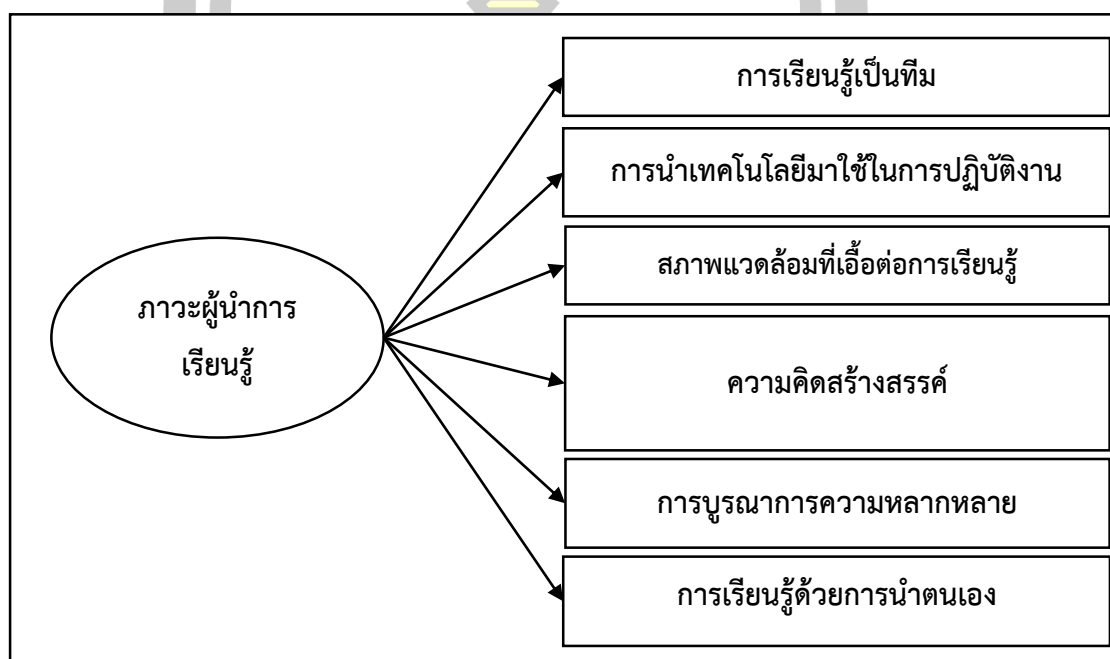 การเรียนรู้เป็นทีม
การนำเทคโนโลยีมาใช้ในการปฏิบัติงาน
สภาพแวดล้อมที่เอื้อต่อการเรียนรู้
ภาวะผู้นำการ
เรียนรู้
ความคิดสร้างสรรค์
การบูรณาการความหลากหลาย
การเรียนรู้ด้วยการนำตนเอง